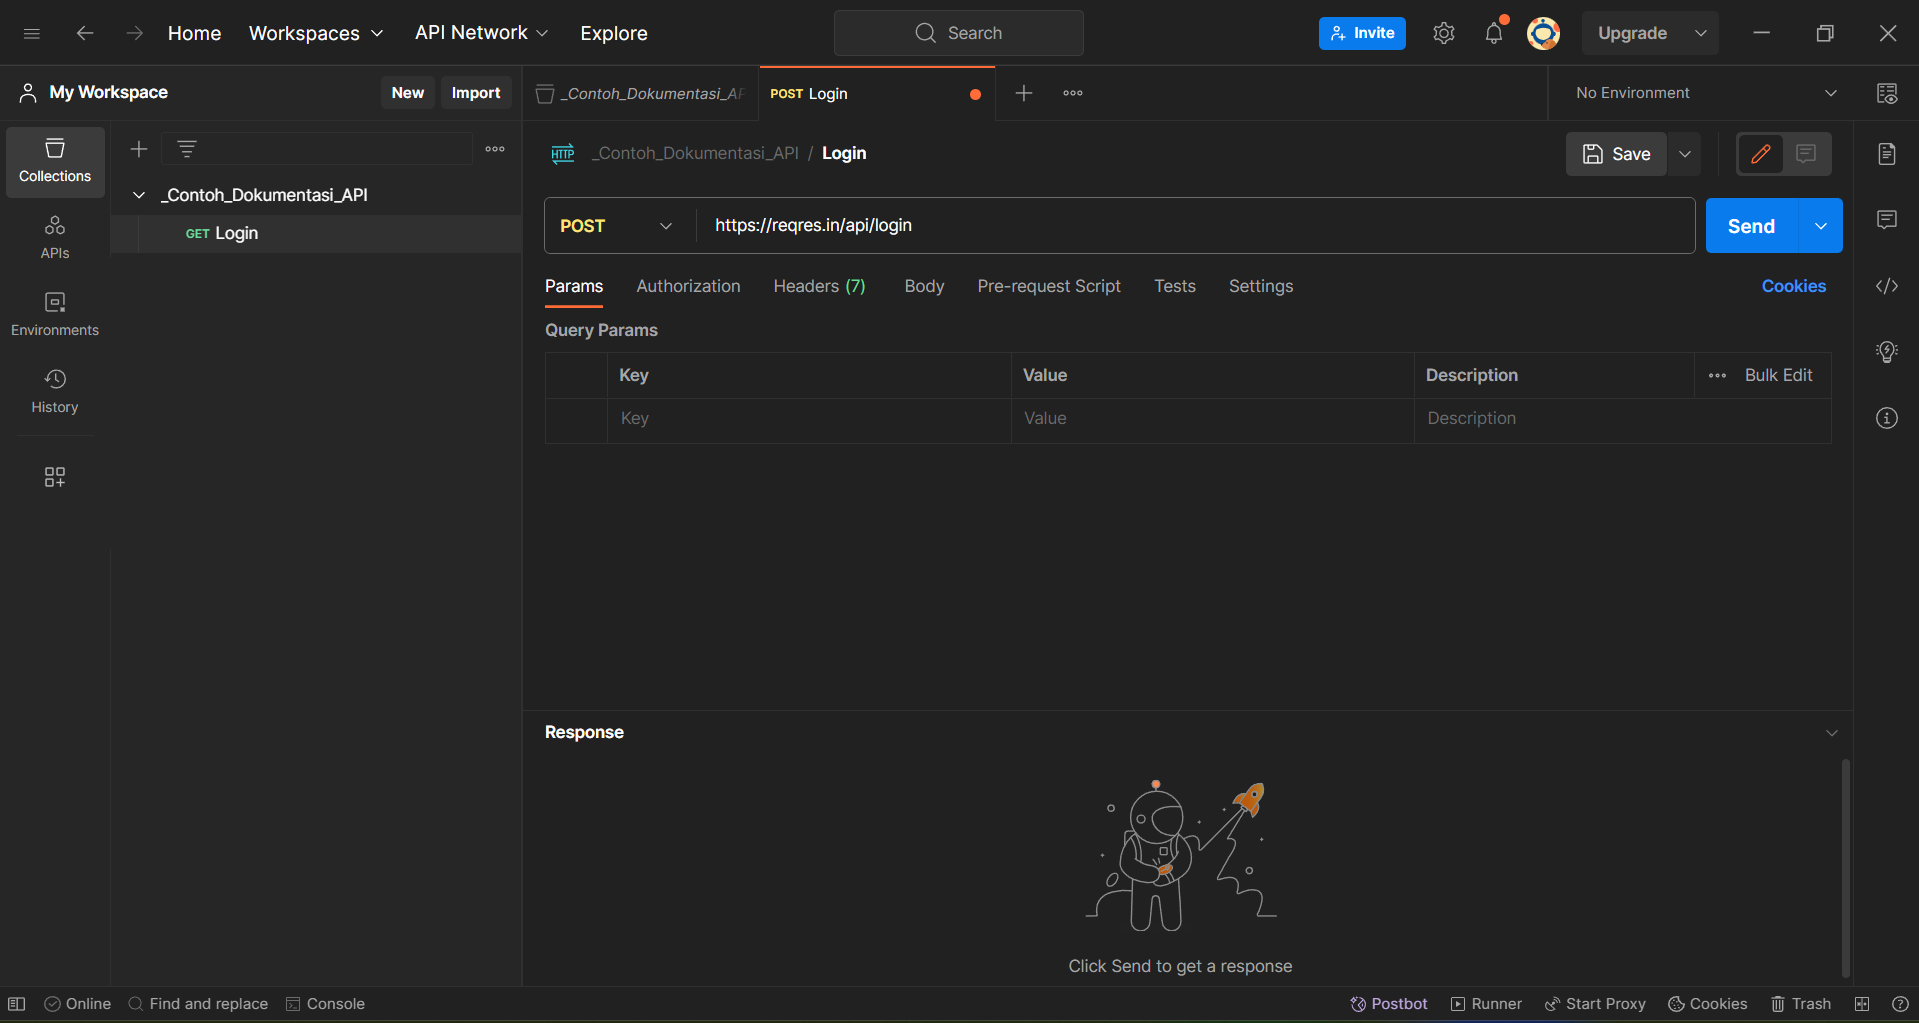 Home Workspaces API Network Explore Search Invite Upgrade
My Workspace New Import _Contoh_Dokumentasi_AP POST Login No Environment
Collections
_Contoh_Dokumentasi_API
GET Login
APIs
Environments
History
HTTP _Contoh_Dokumentasi_API / Login Save
POST https://reqres.in/api/login Send
Params Authorization Headers (7) Body Pre-request Script Tests Settings Cookies
Query Params
Key Value Description Bulk Edit
Key Value Description
Response
Click Send to get a response
Online Find and replace Console Postbot Runner Start Proxy Cookies Trash